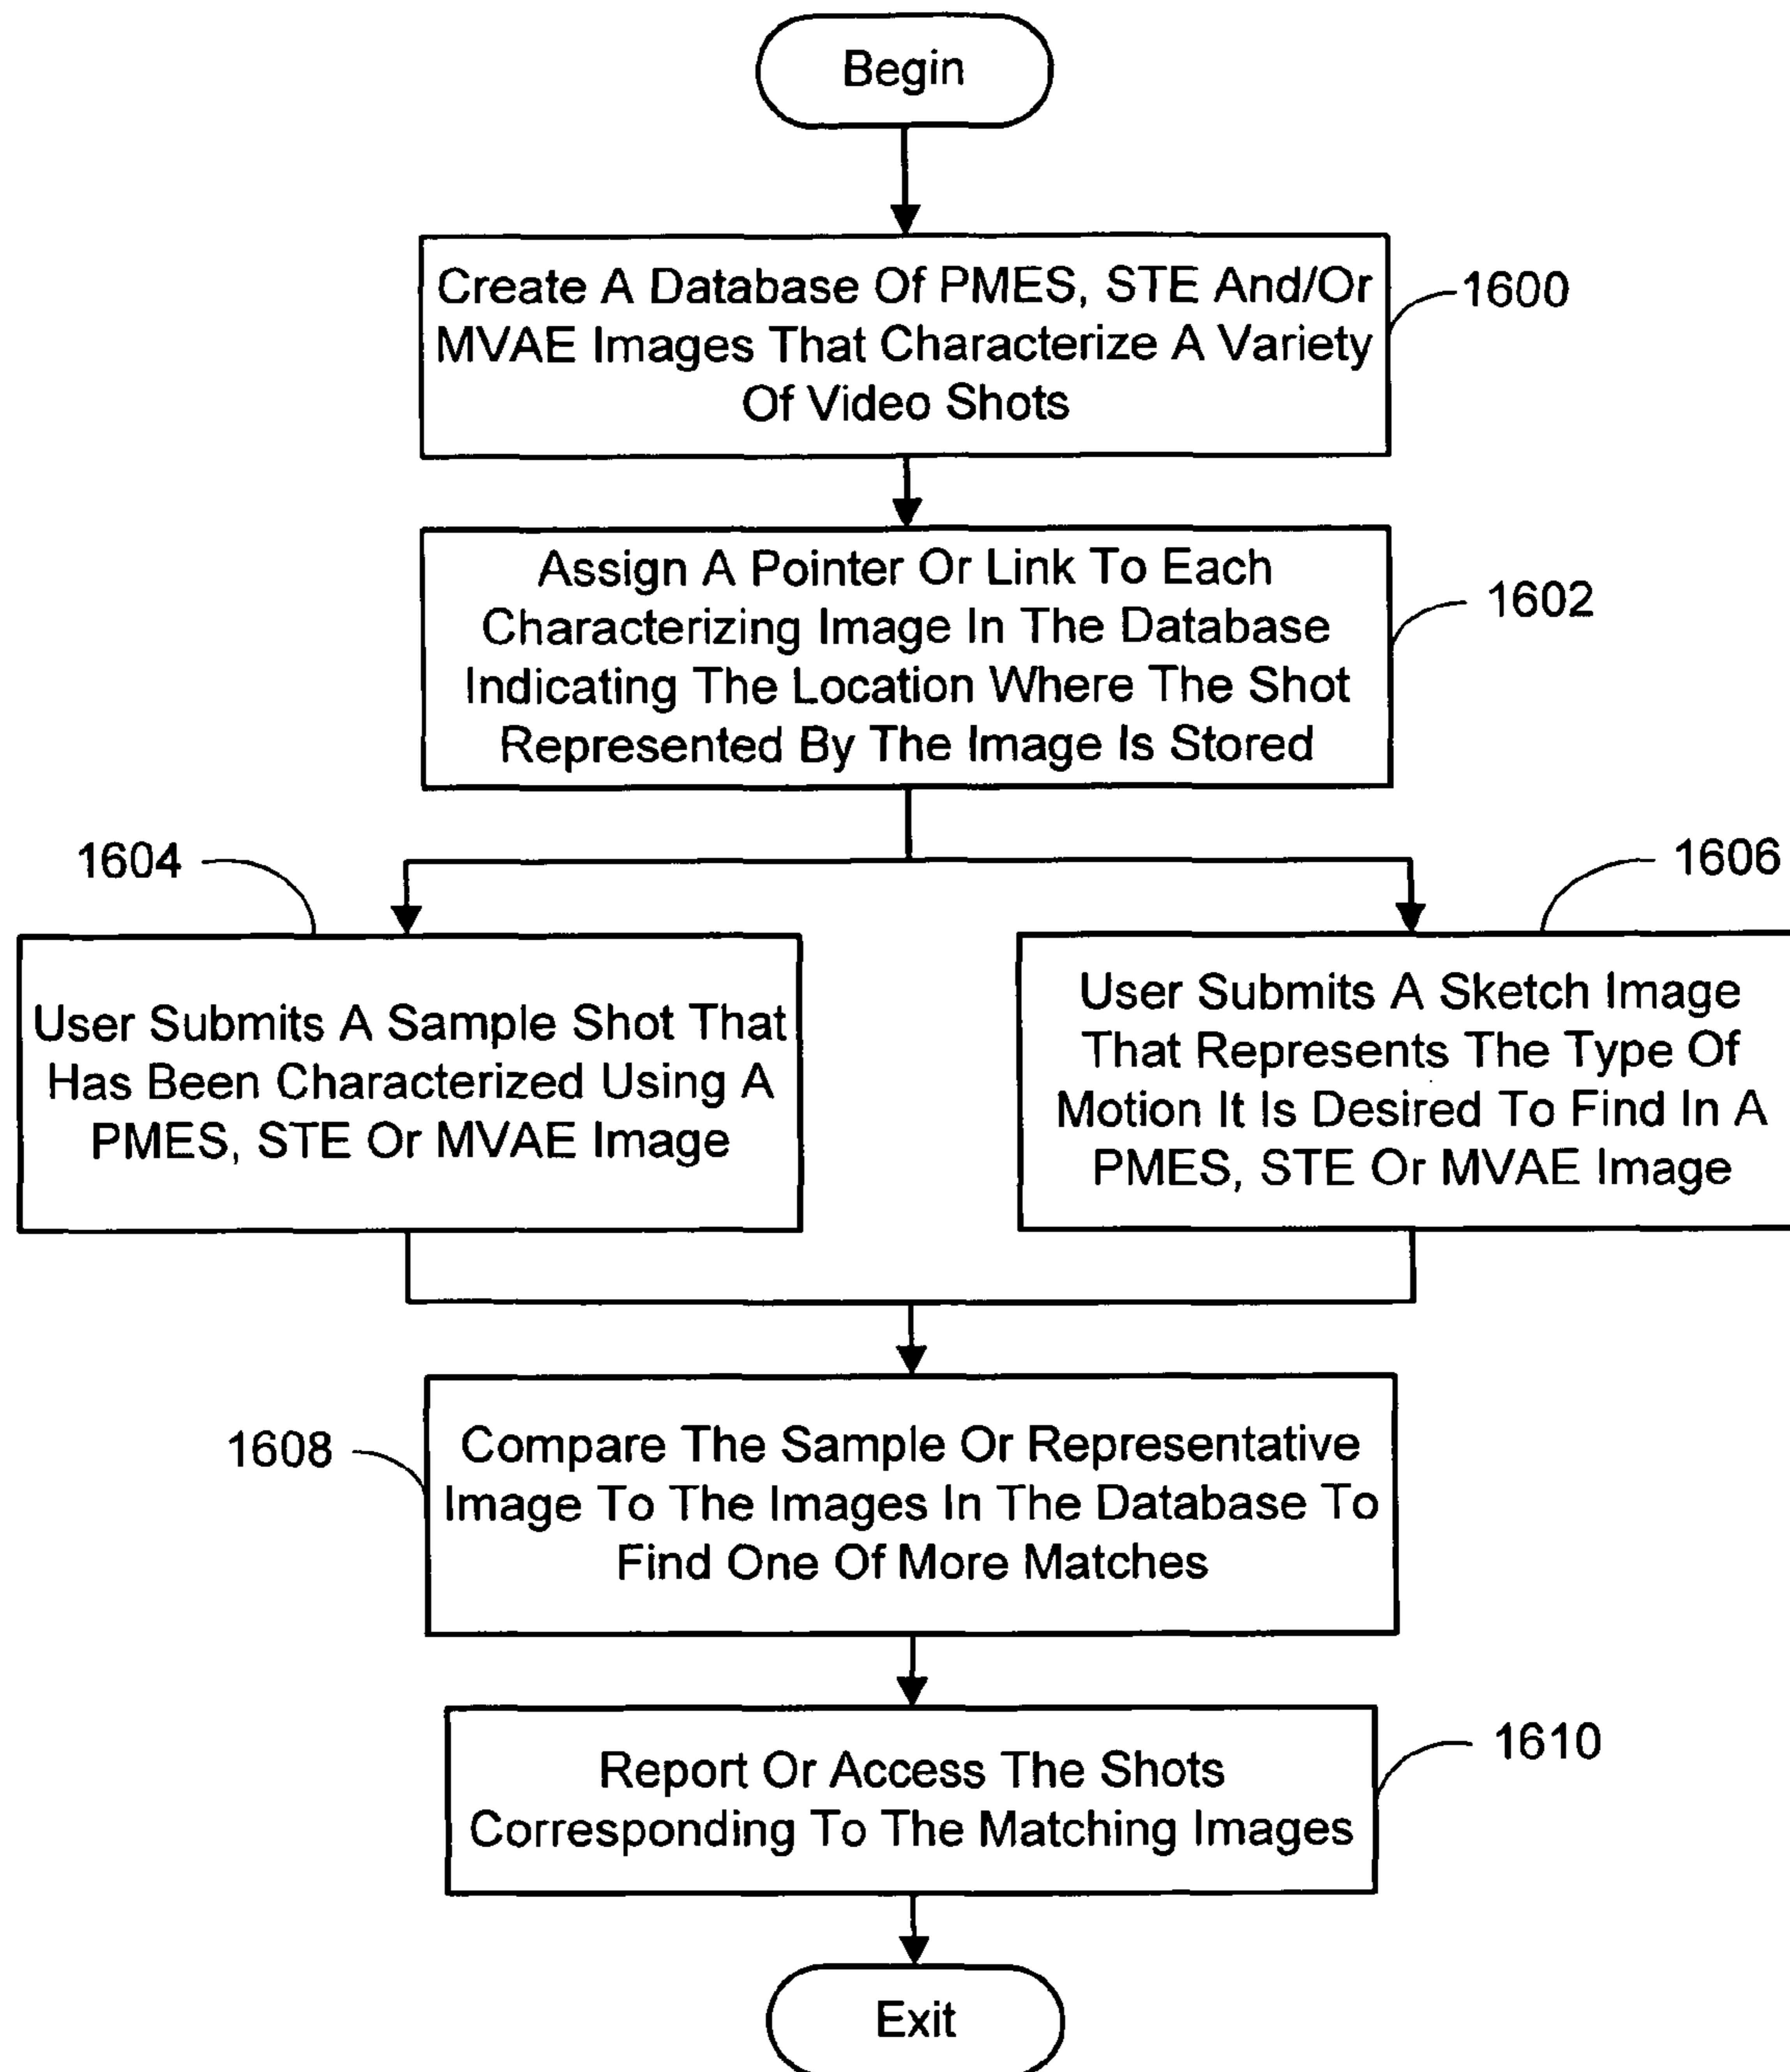 Begin
Create A Database Of PMES, STE And/Or
MVAE Images That Characterize A Variety
Of Video Shots
1600
Assign A Pointer Or Link To Each
Characterizing Image In The Database
Indicating The Location Where The Shot
Represented By The Image Is Stored
1602
1604
User Submits A Sample Shot That
Has Been Characterized Using A
PMES, STE Or MVAE Image
1606
User Submits A Sketch Image
That Represents The Type Of
Motion It Is Desired To Find In A
PMES, STE Or MVAE Image
1608
Compare The Sample Or Representative
Image To The Images In The Database To
Find One Of More Matches
Report Or Access The Shots
Corresponding To The Matching Images
1610
Exit